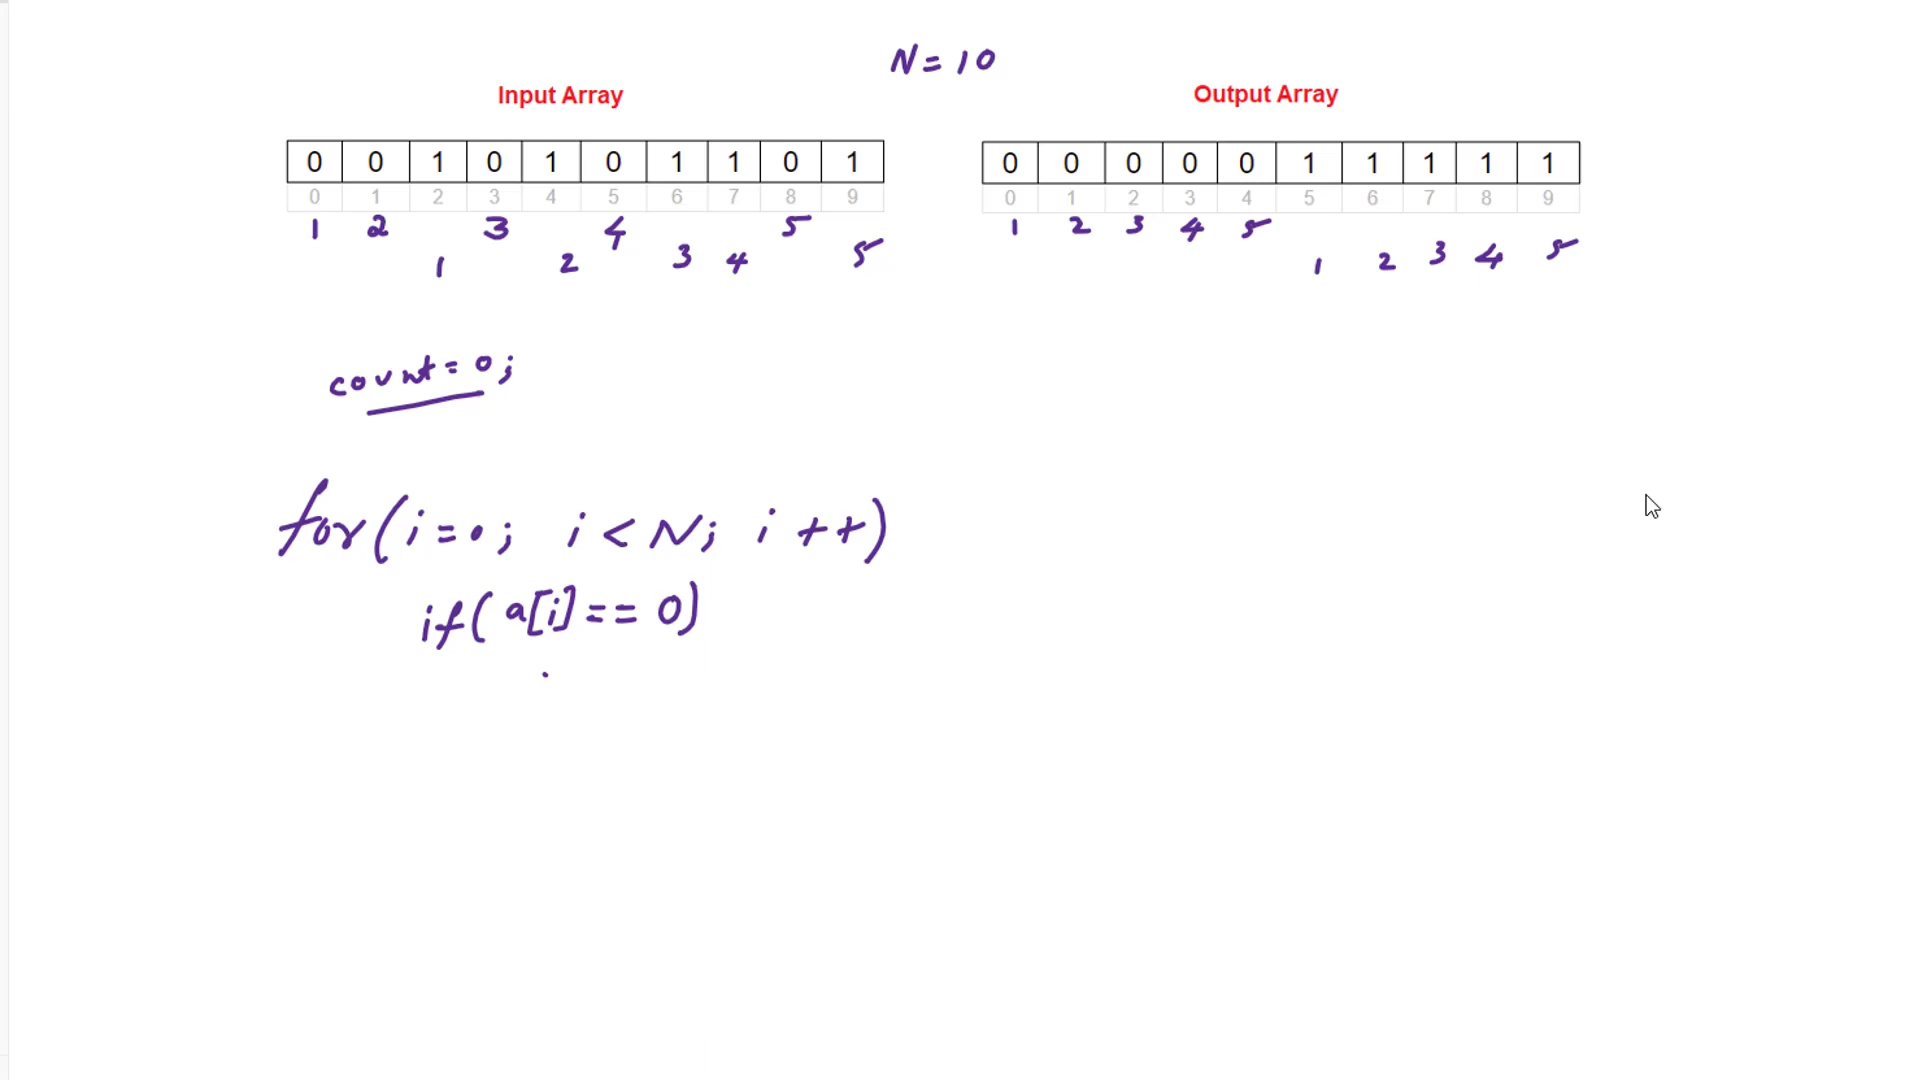 N = 10
Input Array
Output Array
0 0 1 0 1 0 1 1 0 1
0 0 0 0 0 1 1 1 1 1
0 1 2 3 4 5 6 7 8 9
0 1 2 3 4 5 6 7 8 9
1 2 3 4 5
1 2 3 4 5
1 2 3 4 5
1 2 3 4 5
count = 0;
for(i=0; i < N; i ++)
if( a[i] == 0)